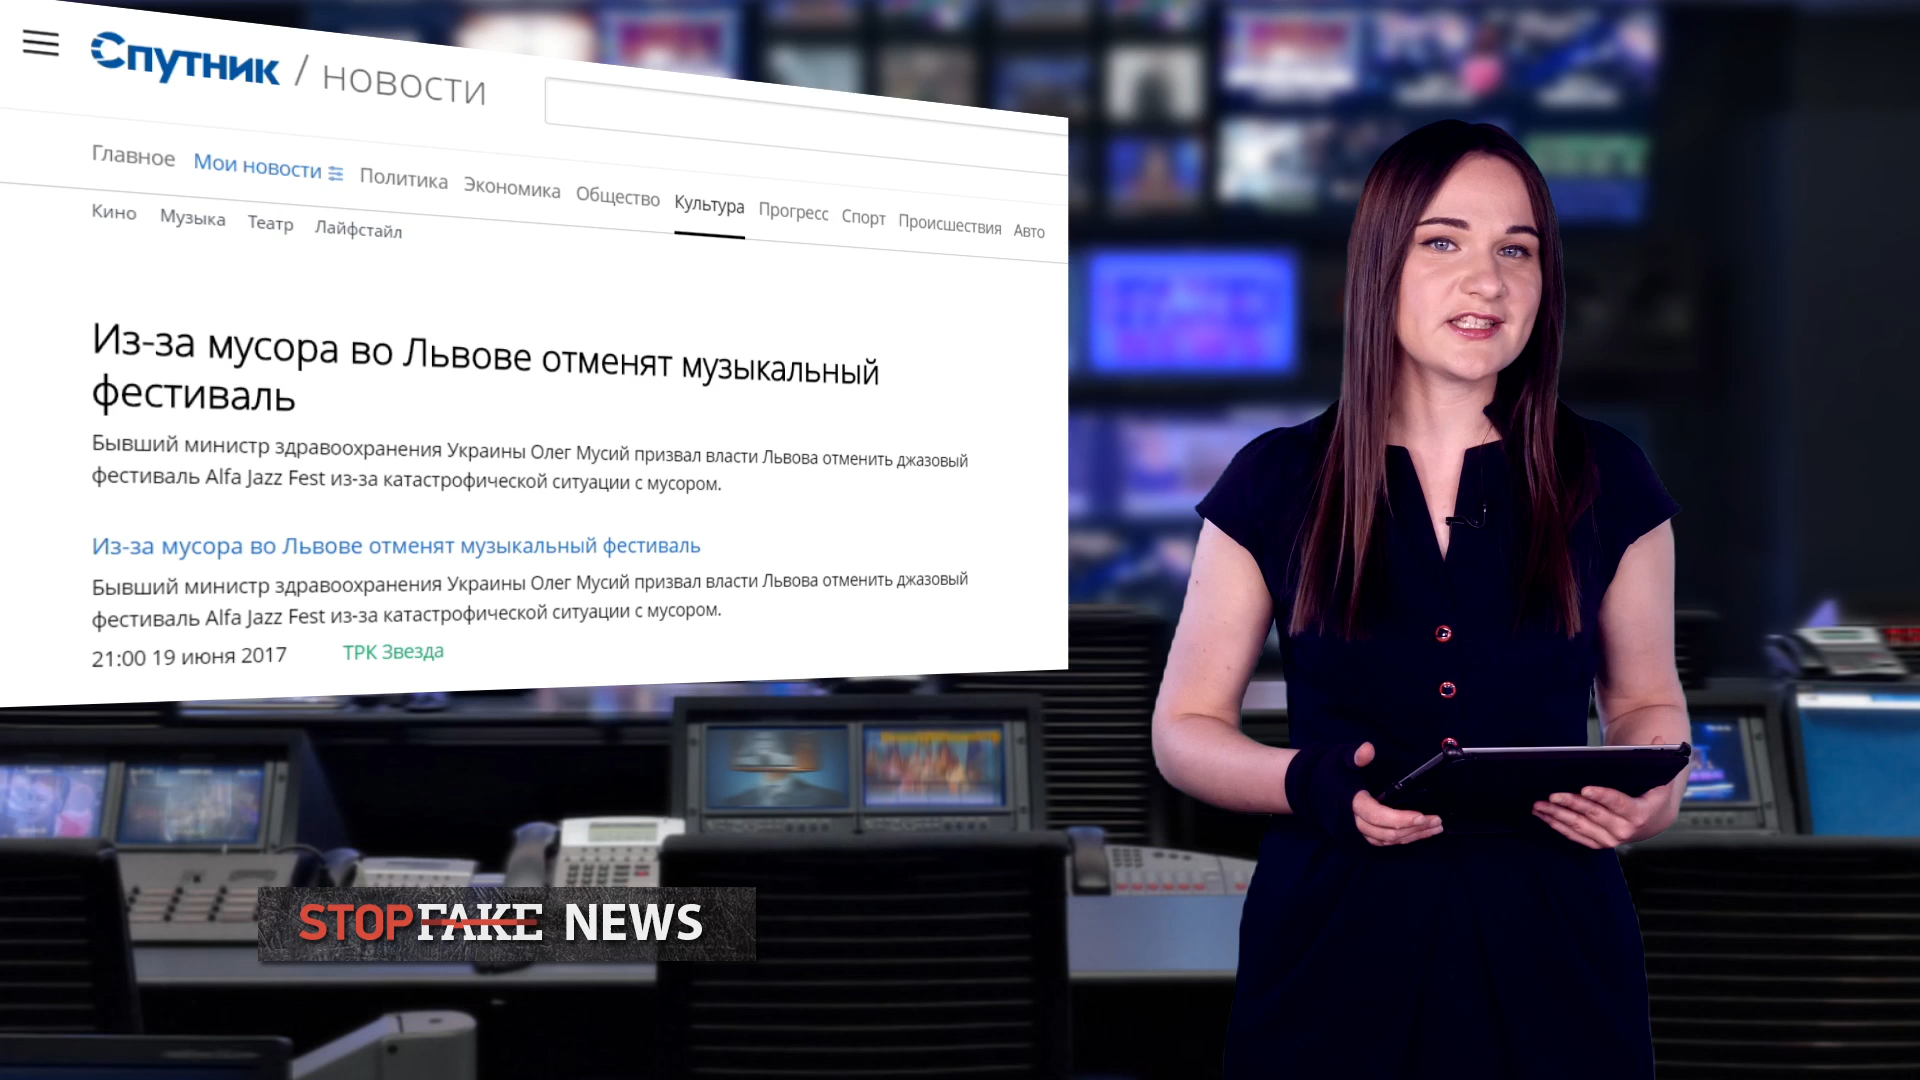 Спутник / новости
Главное Мои новости Политика Экономика Общество Культура Прогресс Спорт Происшествия Авто
Кино Музыка Театр Лайфстайл
Из-за мусора во Львове отменят музыкальный
фестиваль
Бывший министр здравоохранения Украины Олег Мусий призвал власти Львова отменить джазовый
фестиваль Alfa Jazz Fest из-за катастрофической ситуации с мусором.
Из-за мусора во Львове отменят музыкальный фестиваль
Бывший министр здравоохранения Украины Олег Мусий призвал власти Львова отменить джазовый
фестиваль Alfa Jazz Fest из-за катастрофической ситуации с мусором.
21:00 19 июня 2017 ТРК Звезда
STOPFAKE NEWS